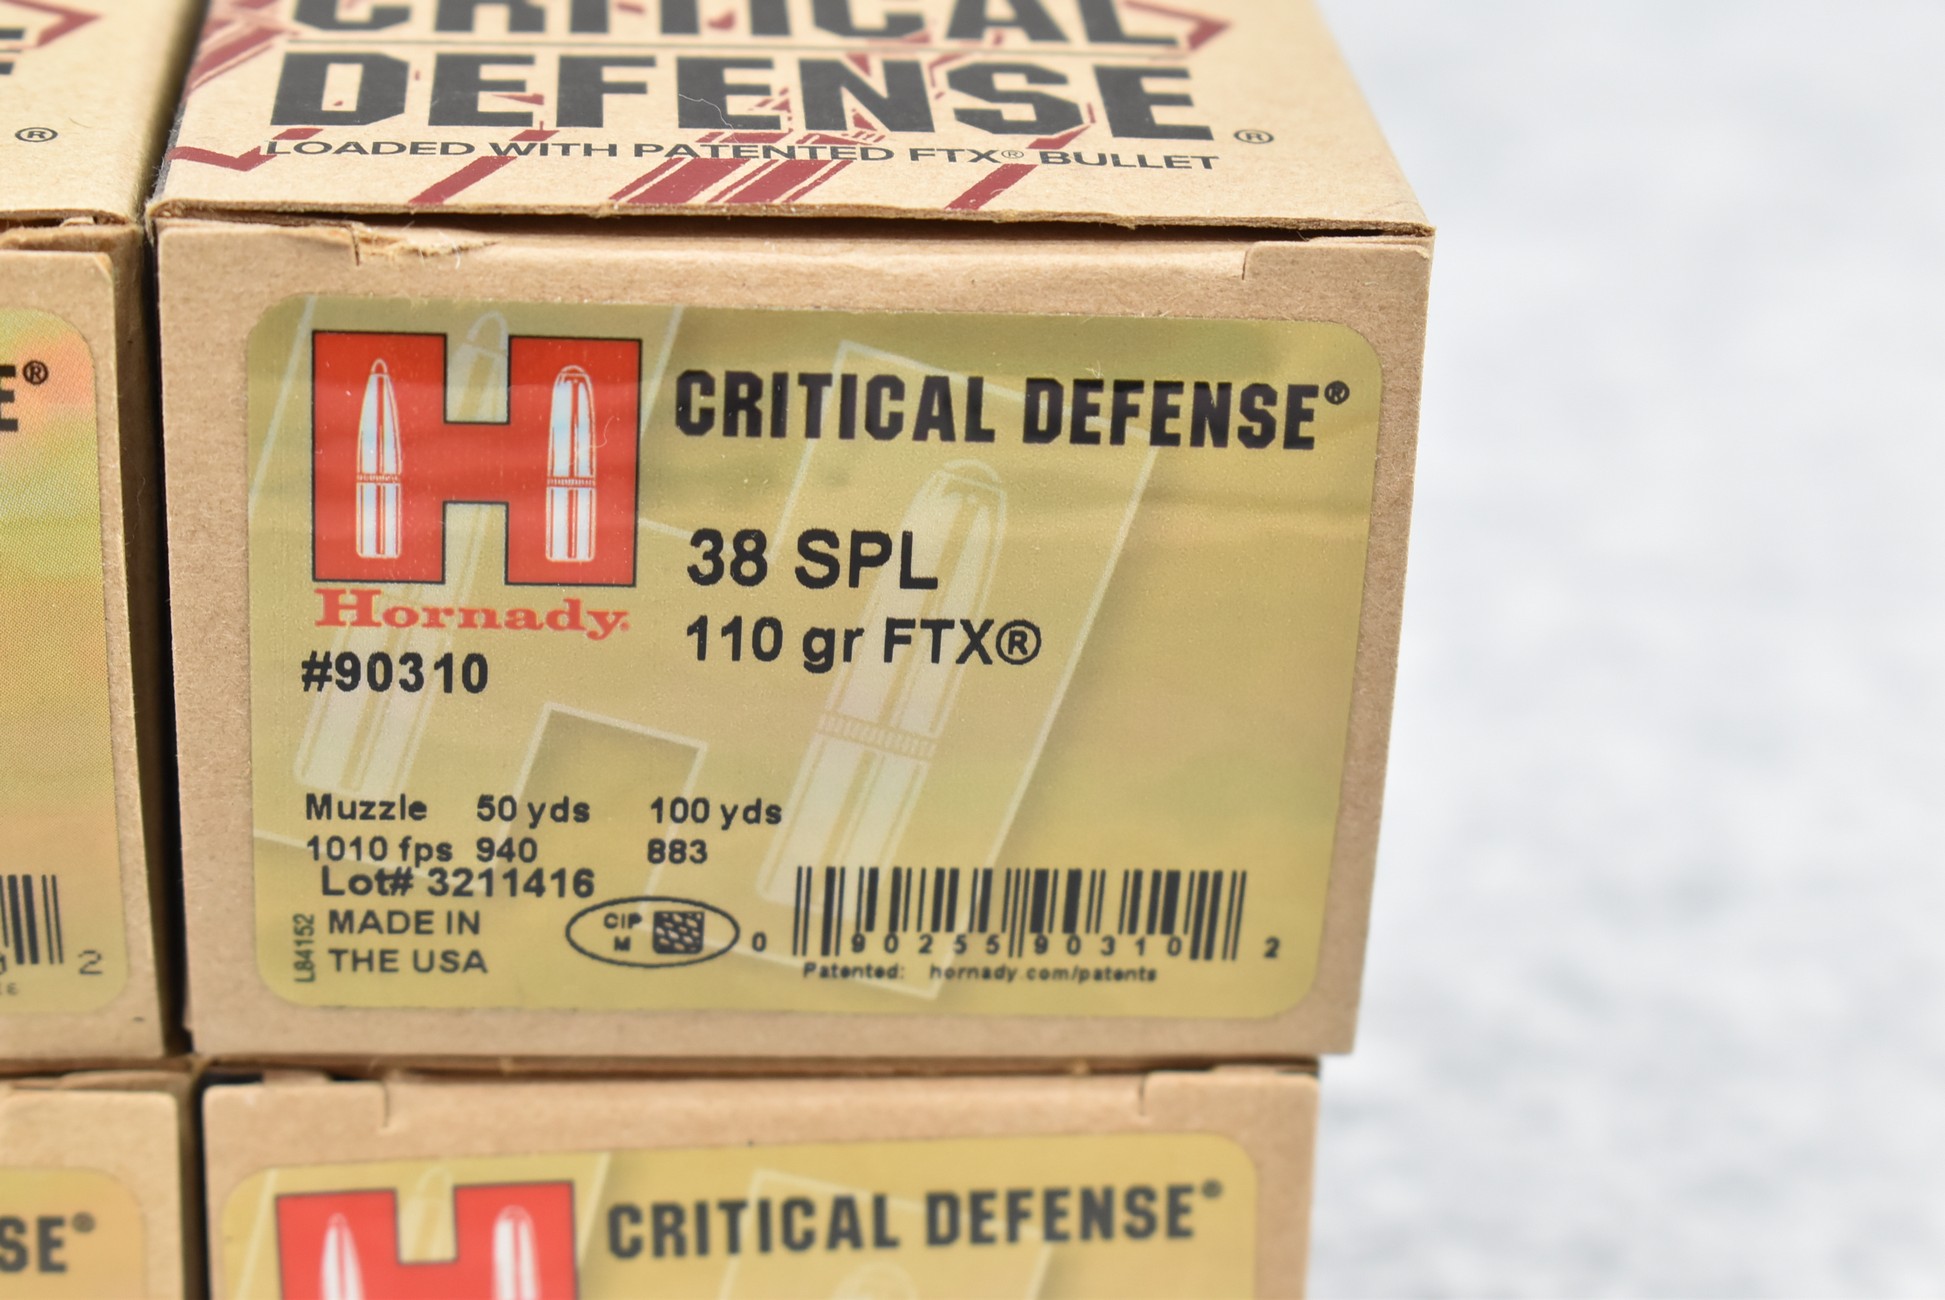 CRITICAL
DEFENSE®
LOADED WITH PATENTED FTX® BULLET
®
E®
2
CRITICAL DEFENSE®
Hornady.
#90310
38 SPL
110 gr FTX®
Muzzle 50 yds 100 yds
1010 fps 940 883
Lot# 3211416
L84152
MADE IN
THE USA
CIP
M
0 90255 90310 2
Patented: hornady.com/patents
SE®
CRITICAL DEFENSE®